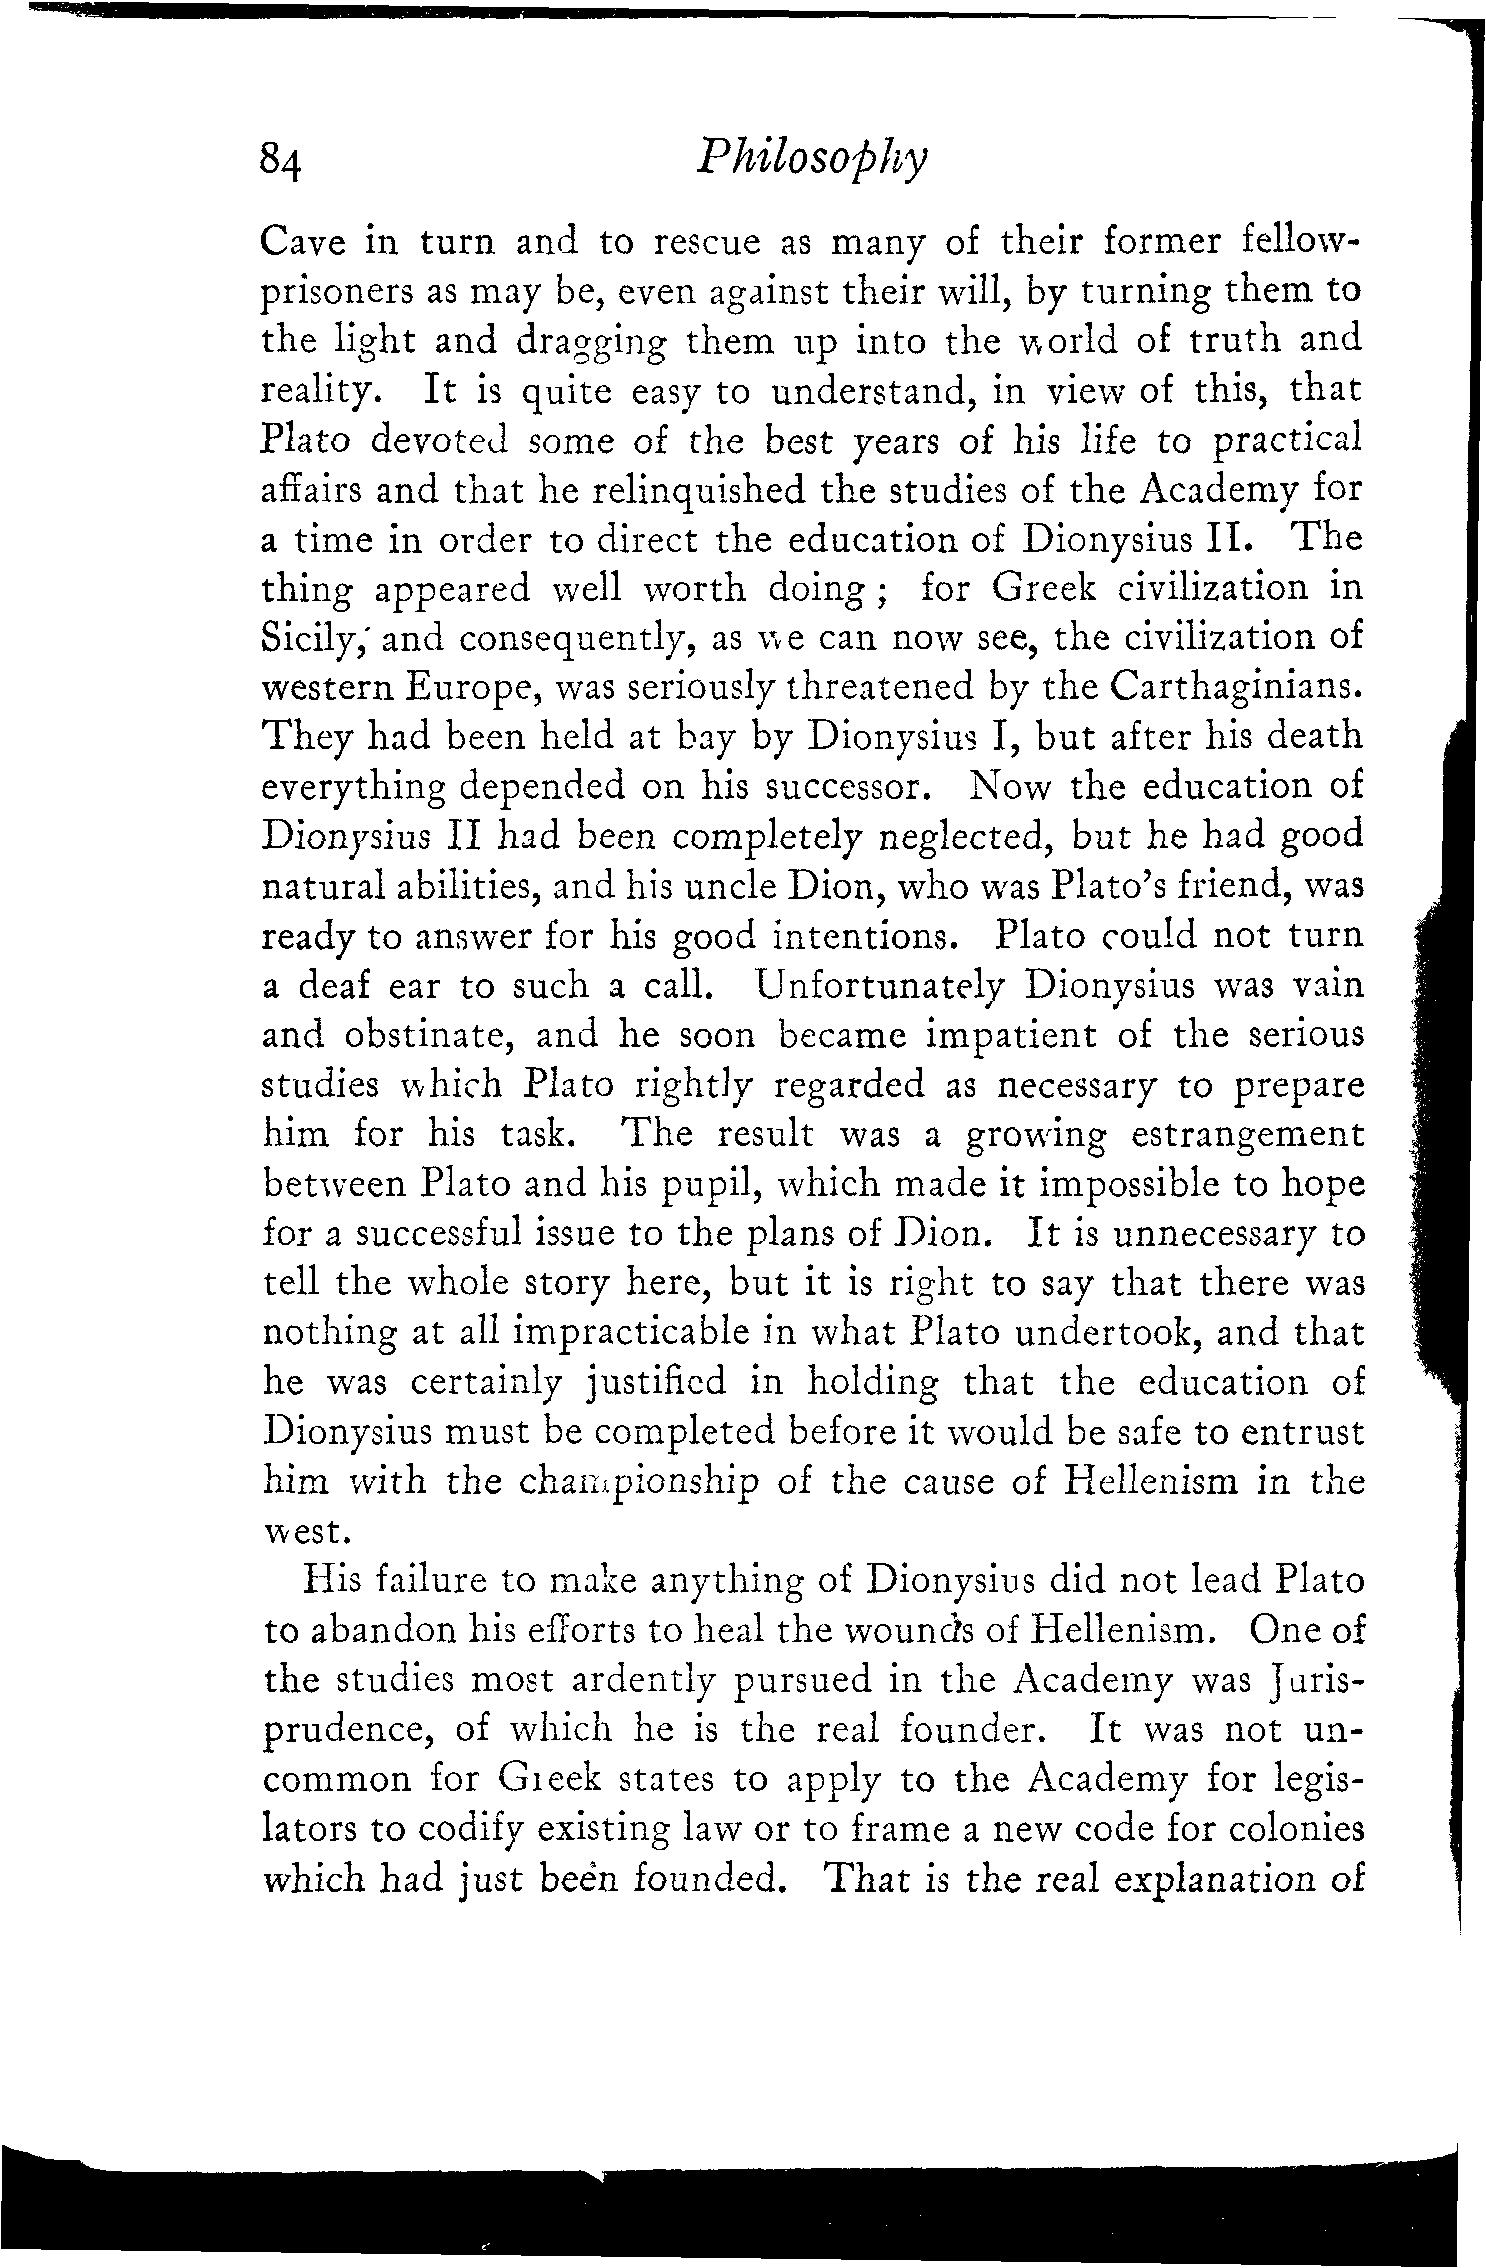 84 Philosophy
Cave in turn and to rescue as many of their former fellow-
prisoners as may be, even against their will, by turning them to
the light and dragging them up into the world of truth and
reality. It is quite easy to understand, in view of this, that
Plato devoted some of the best years of his life to practical
affairs and that he relinquished the studies of the Academy for
a time in order to direct the education of Dionysius II. The
thing appeared well worth doing ; for Greek civilization in
Sicily, and consequently, as we can now see, the civilization of
western Europe, was seriously threatened by the Carthaginians.
They had been held at bay by Dionysius I, but after his death
everything depended on his successor. Now the education of
Dionysius II had been completely neglected, but he had good
natural abilities, and his uncle Dion, who was Plato's friend, was
ready to answer for his good intentions. Plato could not turn
a deaf ear to such a call. Unfortunately Dionysius was vain
and obstinate, and he soon became impatient of the serious
studies which Plato rightly regarded as necessary to prepare
him for his task. The result was a growing estrangement
between Plato and his pupil, which made it impossible to hope
for a successful issue to the plans of Dion. It is unnecessary to
tell the whole story here, but it is right to say that there was
nothing at all impracticable in what Plato undertook, and that
he was certainly justified in holding that the education of
Dionysius must be completed before it would be safe to entrust
him with the championship of the cause of Hellenism in the
west.
His failure to make anything of Dionysius did not lead Plato
to abandon his efforts to heal the wounds of Hellenism. One of
the studies most ardently pursued in the Academy was Juris-
prudence, of which he is the real founder. It was not un-
common for Greek states to apply to the Academy for legis-
lators to codify existing law or to frame a new code for colonies
which had just been founded. That is the real explanation of